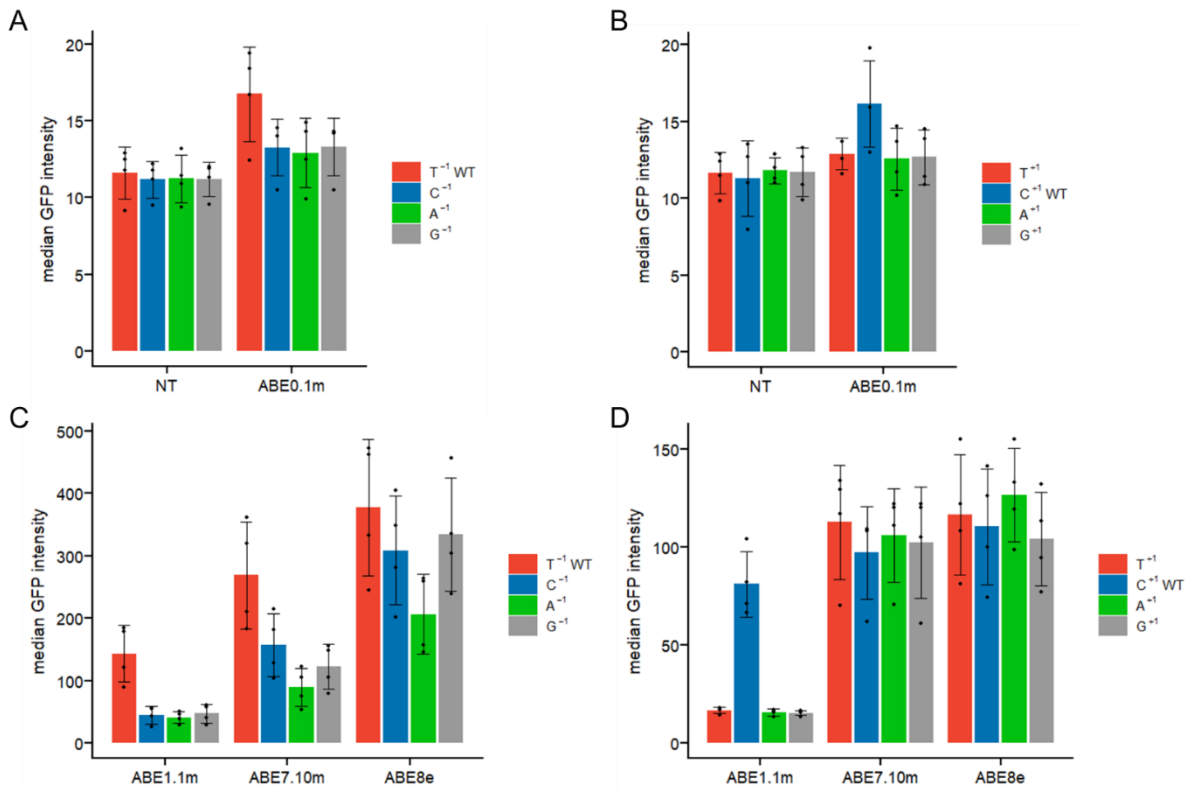 A
median GFP intensity
20
15
10
5
0
NT
ABE0.1m
T⁻¹ WT
C⁻¹
A⁻¹
G⁻¹
B
median GFP intensity
20
15
10
5
0
NT
ABE0.1m
T⁺¹
C⁺¹ WT
A⁺¹
G⁺¹
C
median GFP intensity
500
400
300
200
100
0
ABE1.1m
ABE7.10m
ABE8e
T⁻¹ WT
C⁻¹
A⁻¹
G⁻¹
D
median GFP intensity
150
100
50
0
ABE1.1m
ABE7.10m
ABE8e
T⁺¹
C⁺¹ WT
A⁺¹
G⁺¹